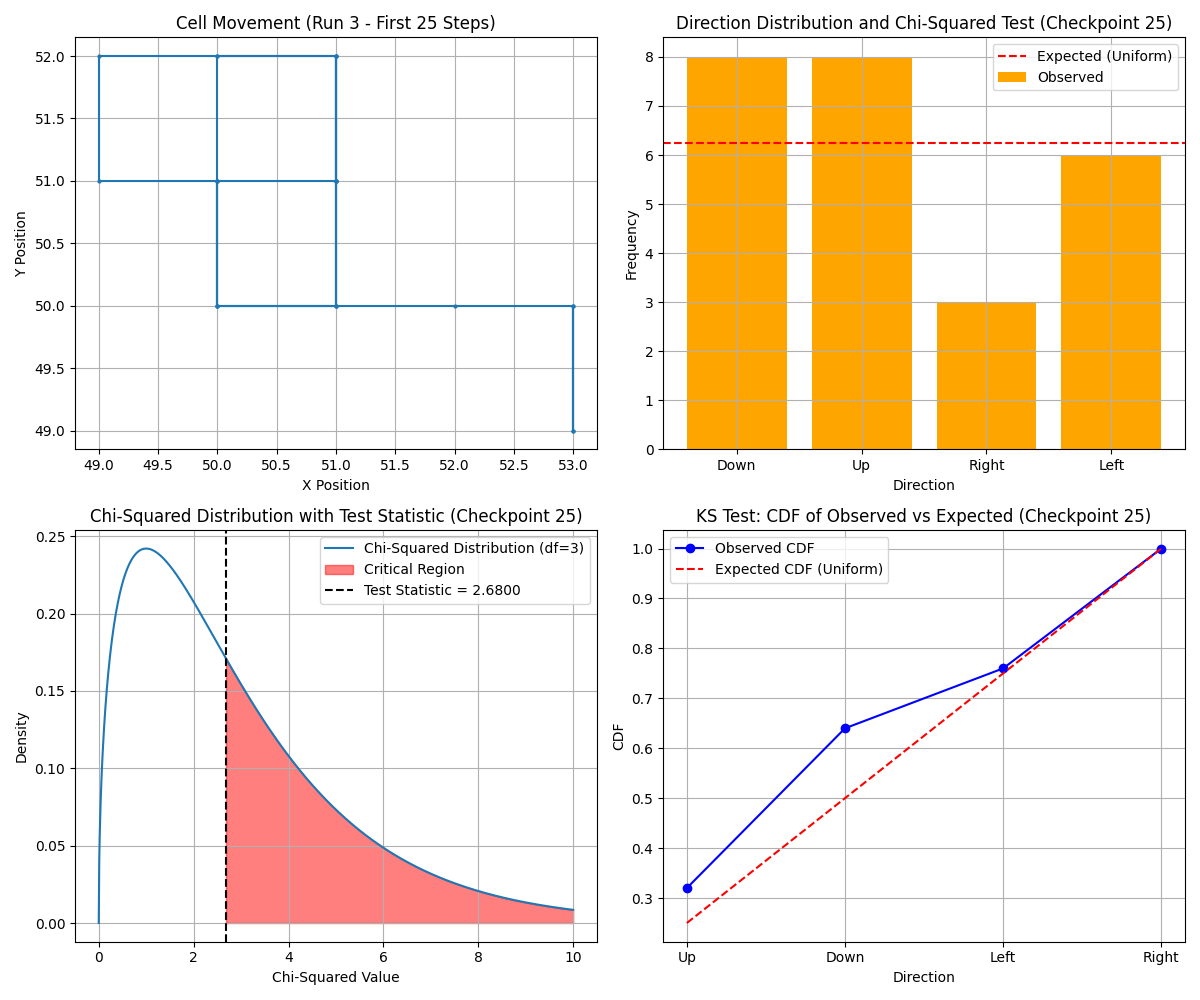 Cell Movement (Run 3 - First 25 Steps)
52.0
51.5
51.0
50.5
50.0
49.5
49.0
Y Position
49.0 49.5 50.0 50.5 51.0 51.5 52.0 52.5 53.0
X Position
Direction Distribution and Chi-Squared Test (Checkpoint 25)
Expected (Uniform)
Observed
8
7
6
5
4
3
2
1
0
Frequency
Down Up Right Left
Direction
Chi-Squared Distribution with Test Statistic (Checkpoint 25)
Chi-Squared Distribution (df=3)
Critical Region
Test Statistic = 2.6800
0.25
0.20
0.15
0.10
0.05
0.00
Density
0 2 4 6 8 10
Chi-Squared Value
KS Test: CDF of Observed vs Expected (Checkpoint 25)
Observed CDF
Expected CDF (Uniform)
1.0
0.9
0.8
0.7
0.6
0.5
0.4
0.3
CDF
Up Down Left Right
Direction